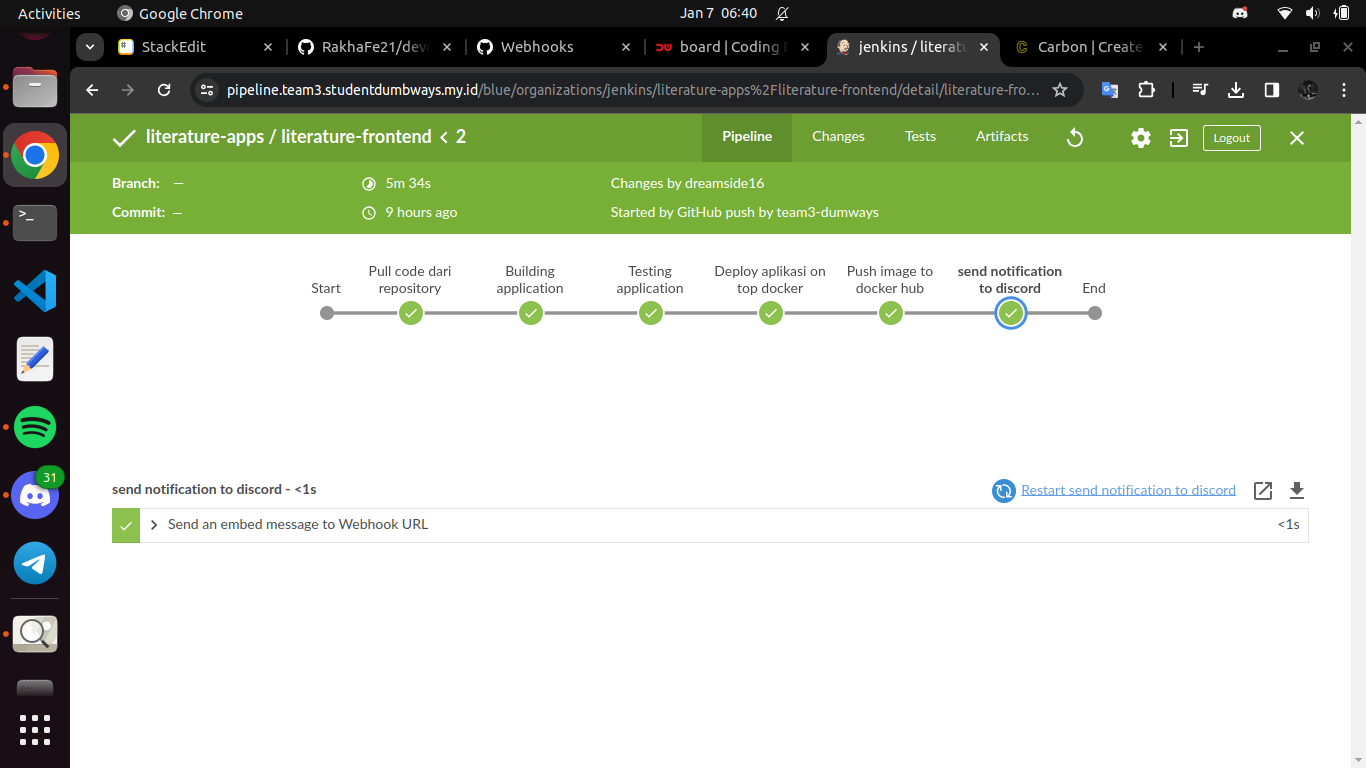 Activities
Google Chrome
Jan 7 06:40
StackEdit
RakhaFe21/dev
Webhooks
board | Coding
jenkins / literat
Carbon | Create
pipeline.team3.studentdumbways.my.id/blue/organizations/jenkins/literature-apps%2Fliterature-frontend/detail/literature-fro...
literature-apps / literature-frontend < 2
Pipeline
Changes
Tests
Artifacts
Logout
Branch: —
5m 34s
Changes by dreamside16
Commit: —
9 hours ago
Started by GitHub push by team3-dumways
Start
Pull code dari
repository
Building
application
Testing
application
Deploy aplikasi on
top docker
Push image to
docker hub
send notification
to discord
End
31
send notification to discord - <1s
Restart send notification to discord
Send an embed message to Webhook URL
<1s